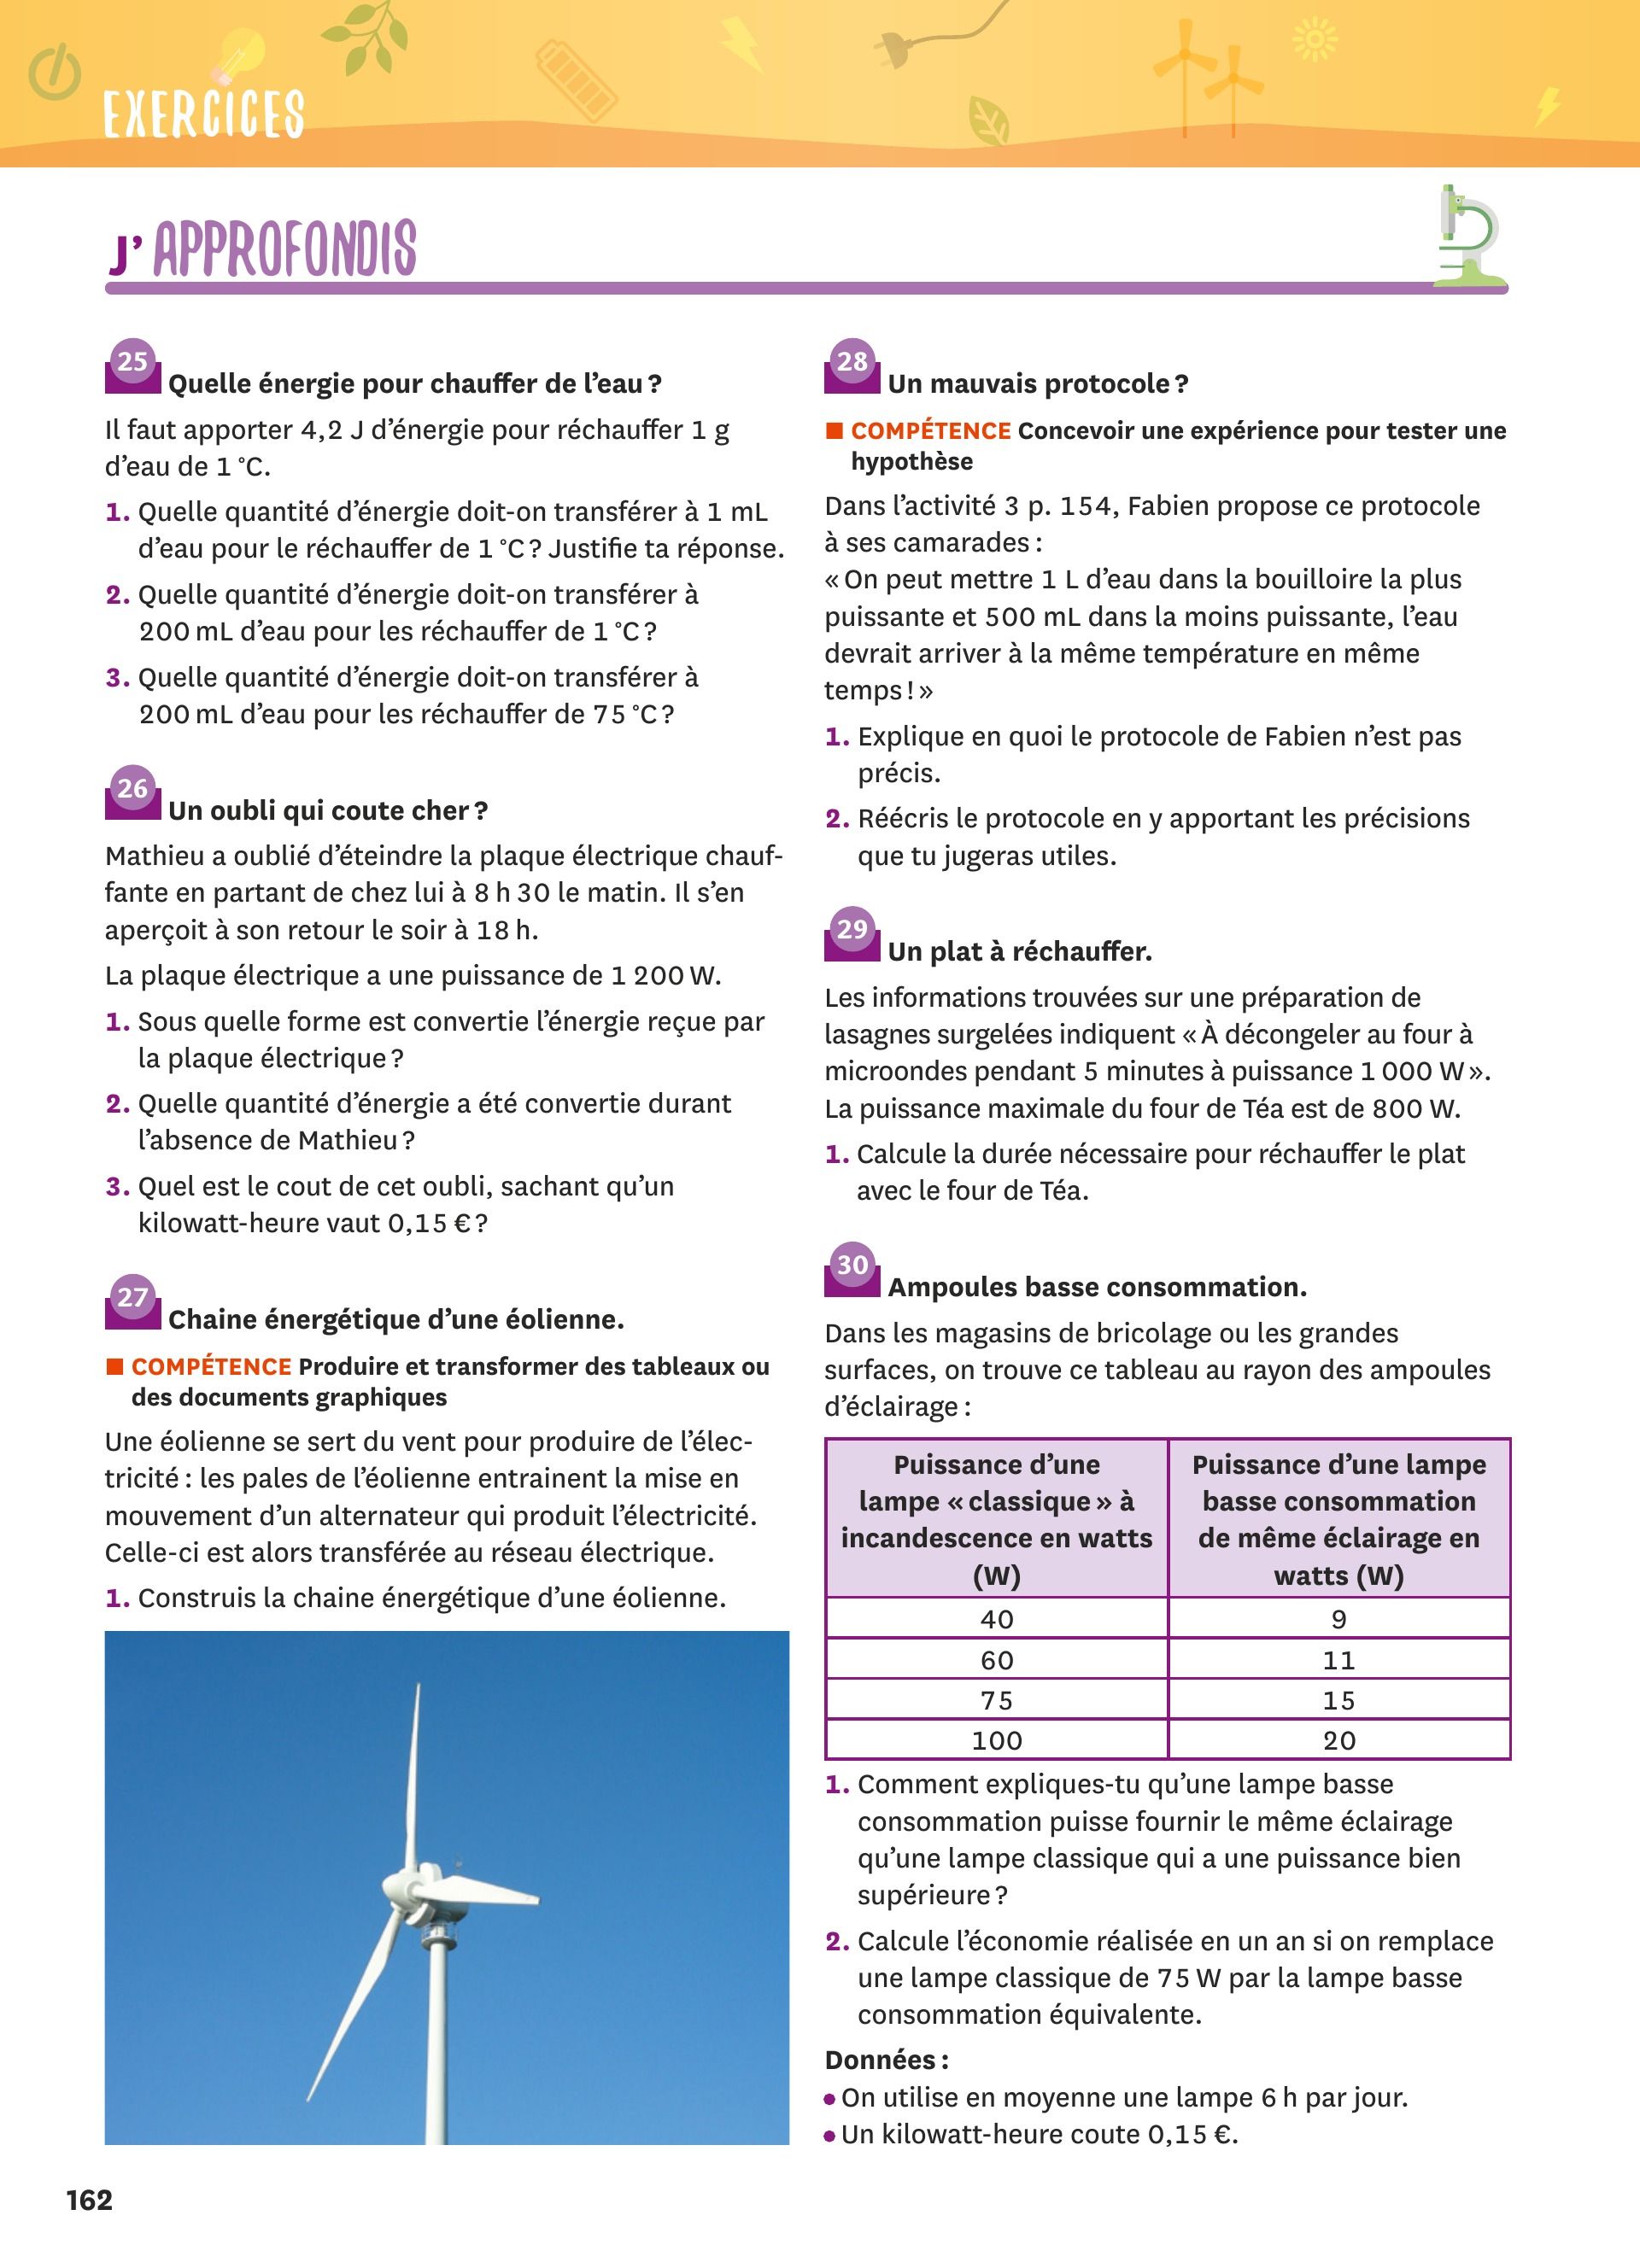 EXERCICES
J’ APPROFONDIS
25 Quelle énergie pour chauffer de l’eau ?
Il faut apporter 4,2 J d’énergie pour réchauffer 1 g
d’eau de 1 °C.
1. Quelle quantité d’énergie doit-on transférer à 1 mL
d’eau pour le réchauffer de 1 °C ? Justifie ta réponse.
2. Quelle quantité d’énergie doit-on transférer à
200 mL d’eau pour les réchauffer de 1 °C ?
3. Quelle quantité d’énergie doit-on transférer à
200 mL d’eau pour les réchauffer de 75 °C ?
26 Un oubli qui coute cher ?
Mathieu a oublié d’éteindre la plaque électrique chauf-
fante en partant de chez lui à 8 h 30 le matin. Il s’en
aperçoit à son retour le soir à 18 h.
La plaque électrique a une puissance de 1 200 W.
1. Sous quelle forme est convertie l’énergie reçue par
la plaque électrique ?
2. Quelle quantité d’énergie a été convertie durant
l’absence de Mathieu ?
3. Quel est le cout de cet oubli, sachant qu’un
kilowatt-heure vaut 0,15 € ?
27 Chaine énergétique d’une éolienne.
COMPÉTENCE Produire et transformer des tableaux ou
des documents graphiques
Une éolienne se sert du vent pour produire de l’élec-
tricité : les pales de l’éolienne entrainent la mise en
mouvement d’un alternateur qui produit l’électricité.
Celle-ci est alors transférée au réseau électrique.
1. Construis la chaine énergétique d’une éolienne.
28 Un mauvais protocole ?
COMPÉTENCE Concevoir une expérience pour tester une
hypothèse
Dans l’activité 3 p. 154, Fabien propose ce protocole
à ses camarades :
« On peut mettre 1 L d’eau dans la bouilloire la plus
puissante et 500 mL dans la moins puissante, l’eau
devrait arriver à la même température en même
temps ! »
1. Explique en quoi le protocole de Fabien n’est pas
précis.
2. Réécris le protocole en y apportant les précisions
que tu jugeras utiles.
29 Un plat à réchauffer.
Les informations trouvées sur une préparation de
lasagnes surgelées indiquent « À décongeler au four à
microondes pendant 5 minutes à puissance 1 000 W ».
La puissance maximale du four de Téa est de 800 W.
1. Calcule la durée nécessaire pour réchauffer le plat
avec le four de Téa.
30 Ampoules basse consommation.
Dans les magasins de bricolage ou les grandes
surfaces, on trouve ce tableau au rayon des ampoules
d’éclairage :
Puissance d’une
lampe « classique » à
incandescence en watts
(W)
Puissance d’une lampe
basse consommation
de même éclairage en
watts (W)
40 9
60 11
75 15
100 20
1. Comment expliques-tu qu’une lampe basse
consommation puisse fournir le même éclairage
qu’une lampe classique qui a une puissance bien
supérieure ?
2. Calcule l’économie réalisée en un an si on remplace
une lampe classique de 75 W par la lampe basse
consommation équivalente.
Données :
• On utilise en moyenne une lampe 6 h par jour.
• Un kilowatt-heure coute 0,15 €.
162